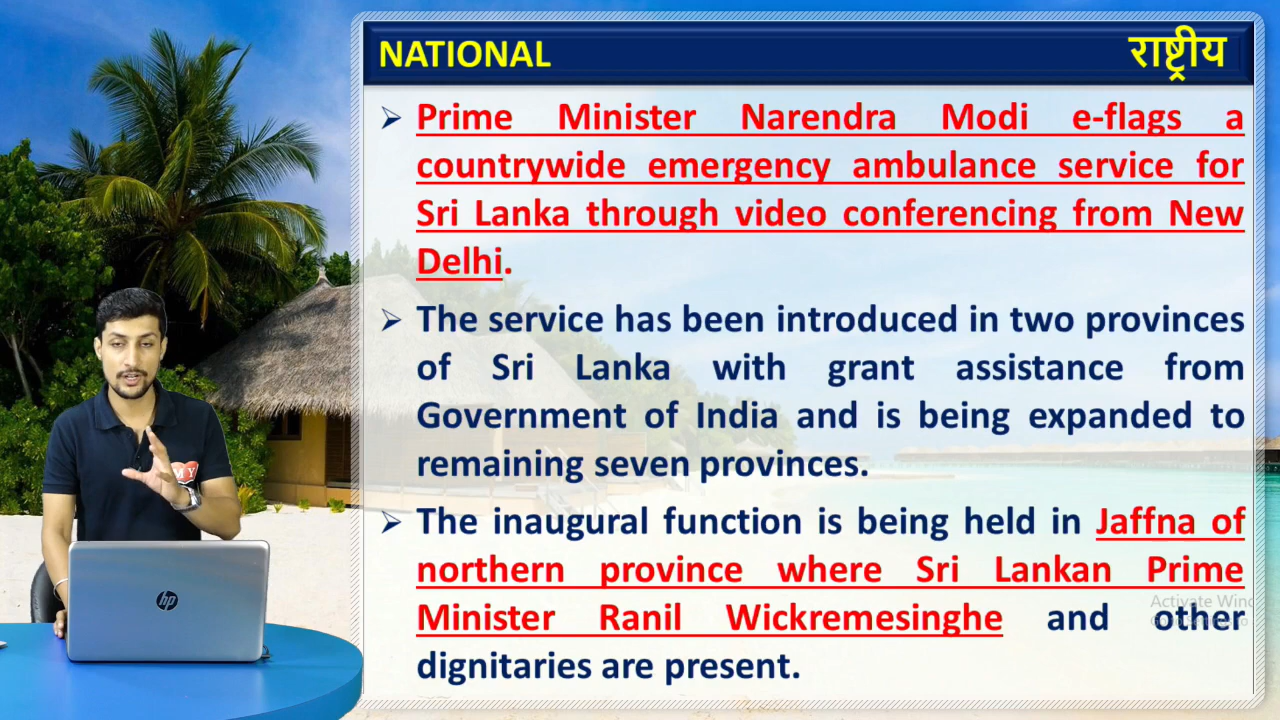 NATIONAL राष्ट्रीय
Prime Minister Narendra Modi e-flags a
countrywide emergency ambulance service for
Sri Lanka through video conferencing from New
Delhi.
The service has been introduced in two provinces
of Sri Lanka with grant assistance from
Government of India and is being expanded to
remaining seven provinces.
The inaugural function is being held in Jaffna of
northern province where Sri Lankan Prime
Minister Ranil Wickremesinghe and other
dignitaries are present.
Activate Wind
hp
MY